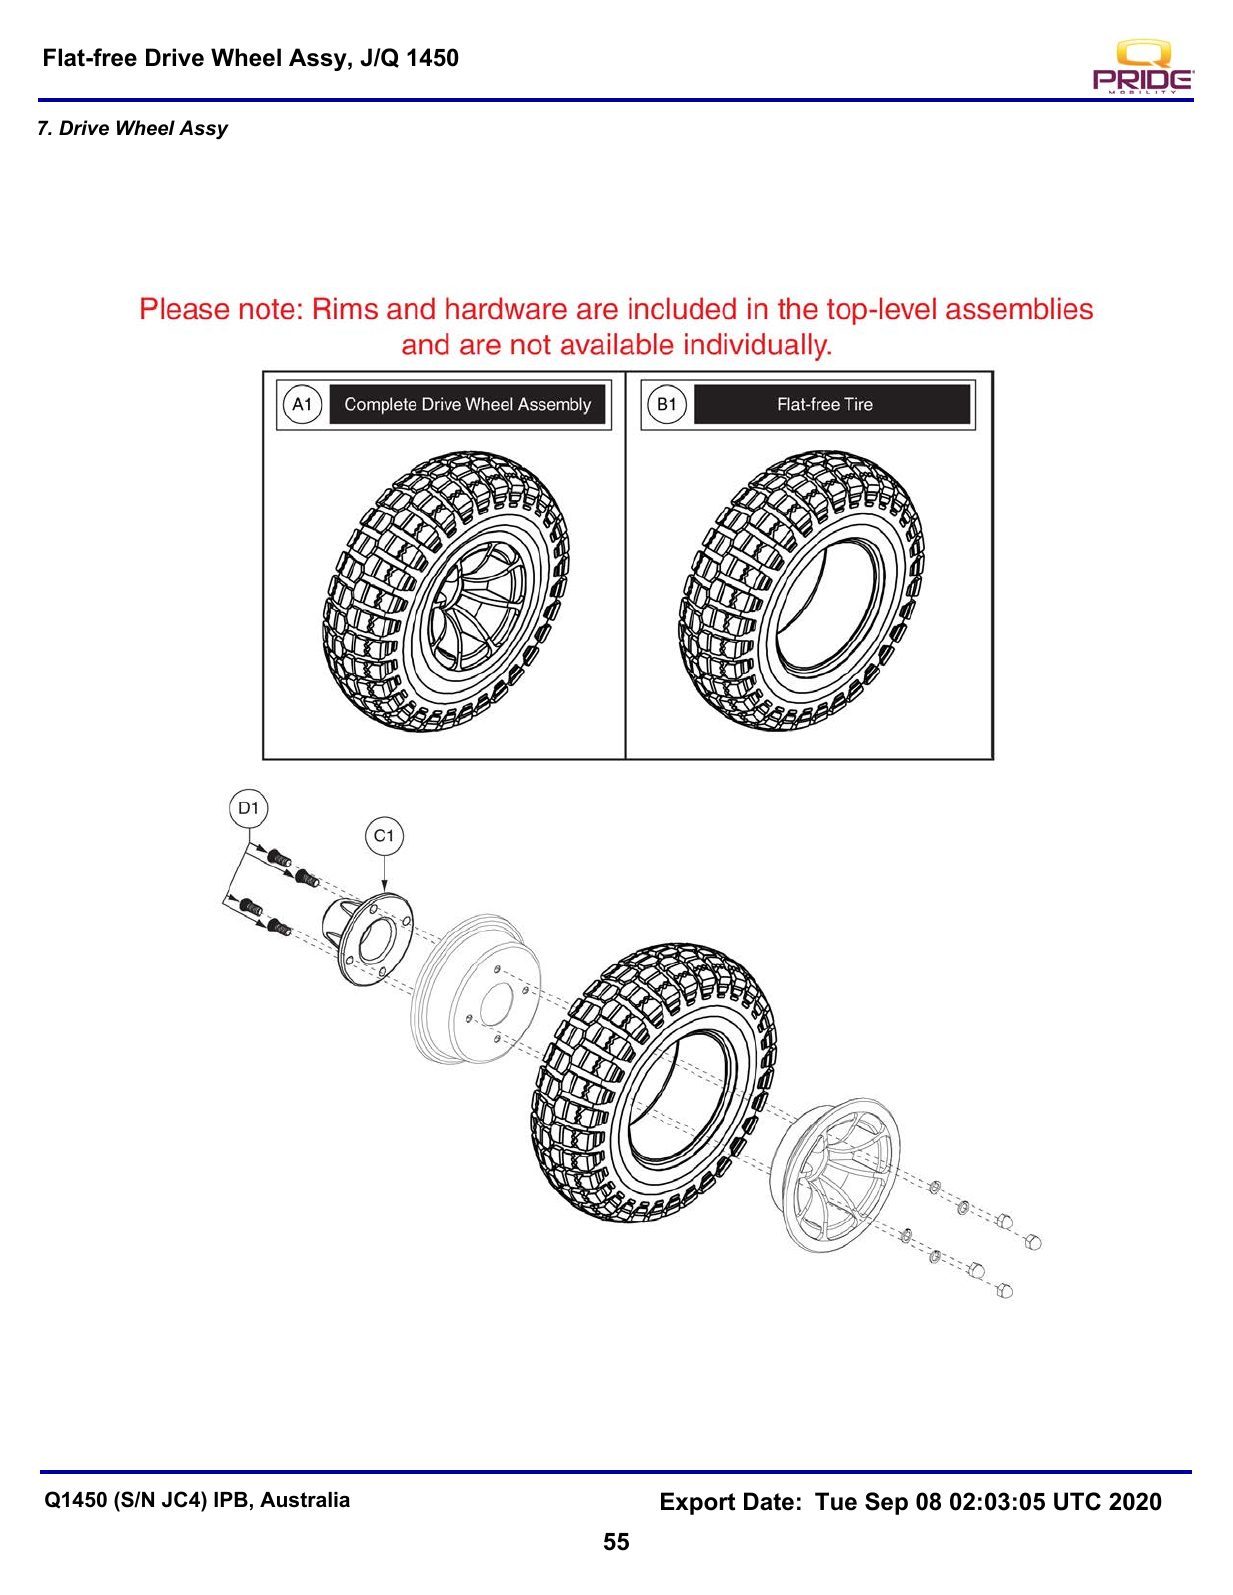 Flat-free Drive Wheel Assy, J/Q 1450
Q
PRIDE
MOBILITY
7. Drive Wheel Assy
Please note: Rims and hardware are included in the top-level assemblies
and are not available individually.
A1 Complete Drive Wheel Assembly
B1 Flat-free Tire
D1
C1
Q1450 (S/N JC4) IPB, Australia
Export Date: Tue Sep 08 02:03:05 UTC 2020
55